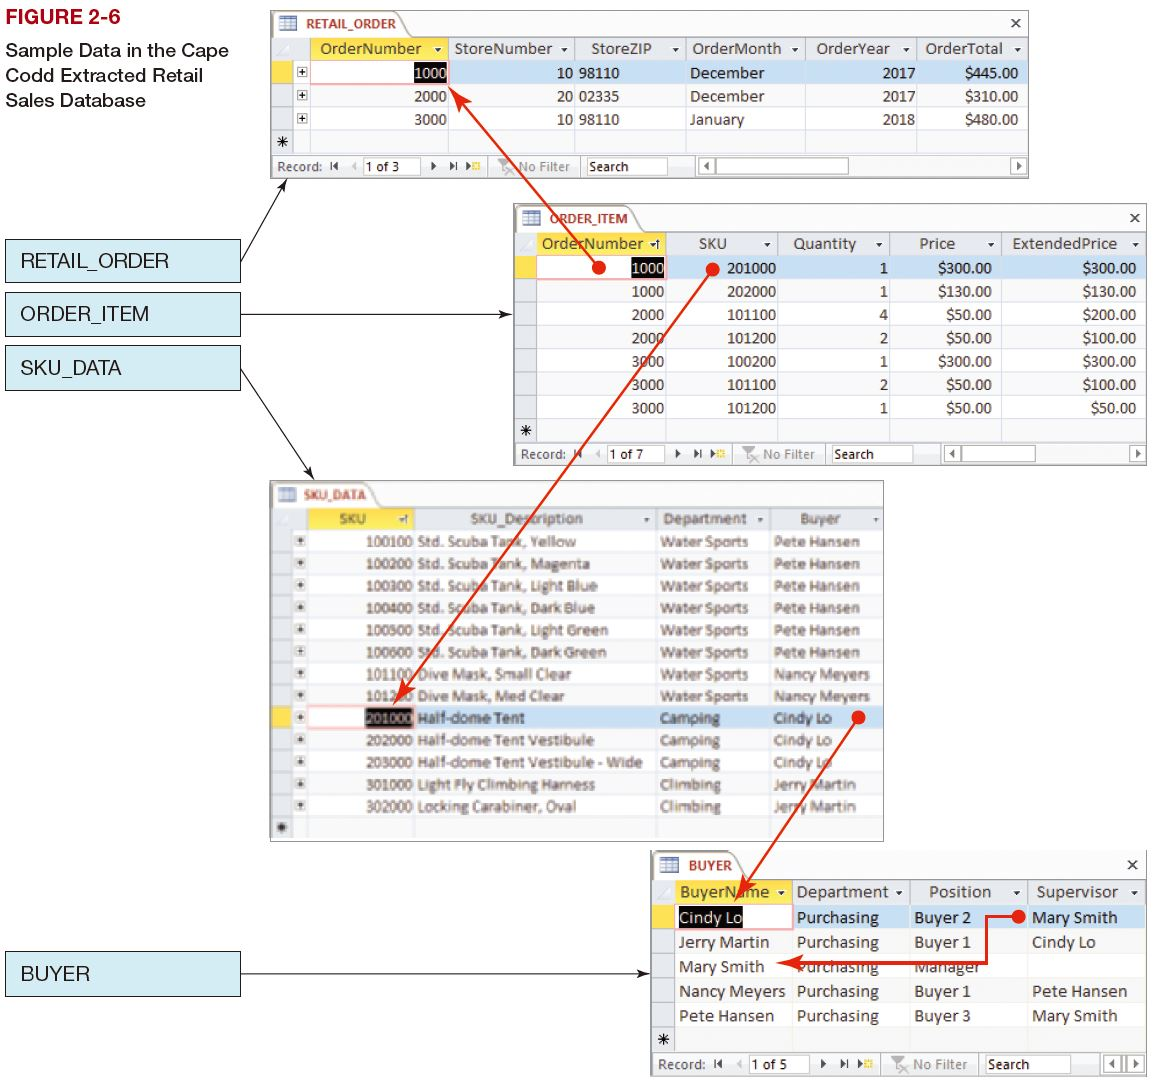 FIGURE 2-6
Sample Data in the Cape
Codd Extracted Retail
Sales Database
RETAIL_ORDER
OrderNumber StoreNumber StoreZIP OrderMonth OrderYear OrderTotal
1000 10 98110 December 2017 $445.00
2000 20 02335 December 2017 $310.00
3000 10 98110 January 2018 $480.00
Record: 1 of 3 No Filter Search
RETAIL_ORDER
ORDER_ITEM
SKU_DATA
ORDER_ITEM
OrderNumber SKU Quantity Price ExtendedPrice
1000 201000 1 $300.00 $300.00
1000 202000 1 $130.00 $130.00
2000 101100 4 $50.00 $200.00
2000 101200 2 $50.00 $100.00
3000 100200 1 $300.00 $300.00
3000 101100 2 $50.00 $100.00
3000 101200 1 $50.00 $50.00
Record: 1 of 7 No Filter Search
SKU_DATA
SKU SKU_Description Department Buyer
100100 Std. Scuba Tank, Yellow Water Sports Pete Hansen
100200 Std. Scuba Tank, Magenta Water Sports Pete Hansen
100300 Std. Scuba Tank, Light Blue Water Sports Pete Hansen
100400 Std. Scuba Tank, Dark Blue Water Sports Pete Hansen
100500 Std. Scuba Tank, Light Green Water Sports Pete Hansen
100600 Std. Scuba Tank, Dark Green Water Sports Pete Hansen
101100 Dive Mask, Small Clear Water Sports Nancy Meyers
101200 Dive Mask, Med Clear Water Sports Nancy Meyers
201000 Half-dome Tent Camping Cindy Lo
202000 Half-dome Tent Vestibule Camping Cindy Lo
203000 Half-dome Tent Vestibule - Wide Camping Cindy Lo
301000 Light Fly Climbing Harness Climbing Jerry Martin
302000 Locking Carabiner, Oval Climbing Jerry Martin
BUYER
BUYER
BuyerName Department Position Supervisor
Cindy Lo Purchasing Buyer 2 Mary Smith
Jerry Martin Purchasing Buyer 1 Cindy Lo
Mary Smith Purchasing Manager
Nancy Meyers Purchasing Buyer 1 Pete Hansen
Pete Hansen Purchasing Buyer 3 Mary Smith
Record: 1 of 5 No Filter Search